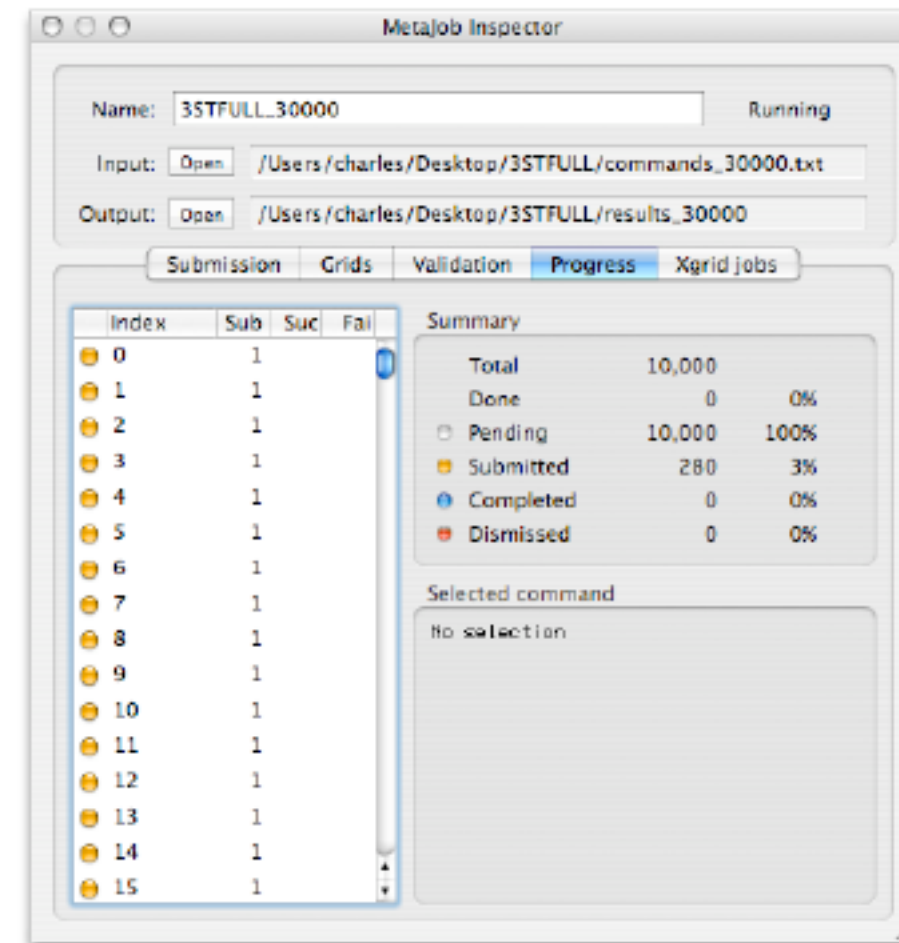 MetaJob Inspector
Name: 3STFULL_30000 Running
Input: Open /Users/charles/Desktop/3STFULL/commands_30000.txt
Output: Open /Users/charles/Desktop/3STFULL/results_30000
Submission Grids Validation Progress Xgrid jobs
Index Sub Suc Fai
0 1
1 1
2 1
3 1
4 1
5 1
6 1
7 1
8 1
9 1
10 1
11 1
12 1
13 1
14 1
15 1
Summary
Total 10,000
Done 0 0%
Pending 10,000 100%
Submitted 280 3%
Completed 0 0%
Dismissed 0 0%
Selected command
No selection